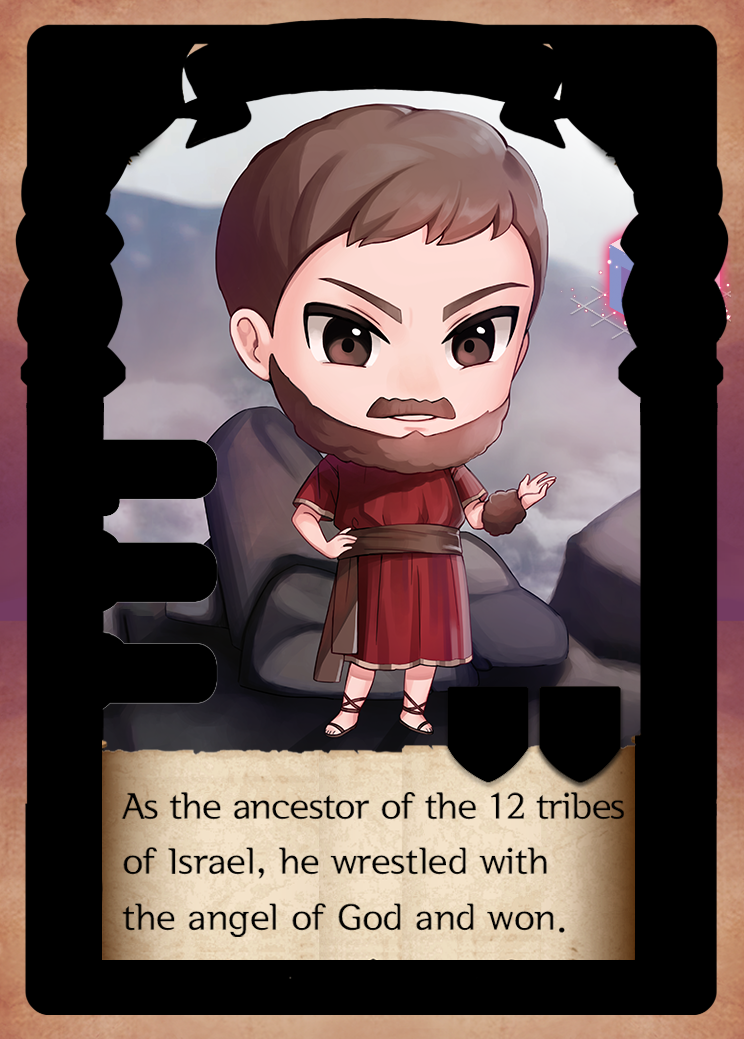 As the ancestor of the 12 tribes
of Israel, he wrestled with
the angel of God and won.